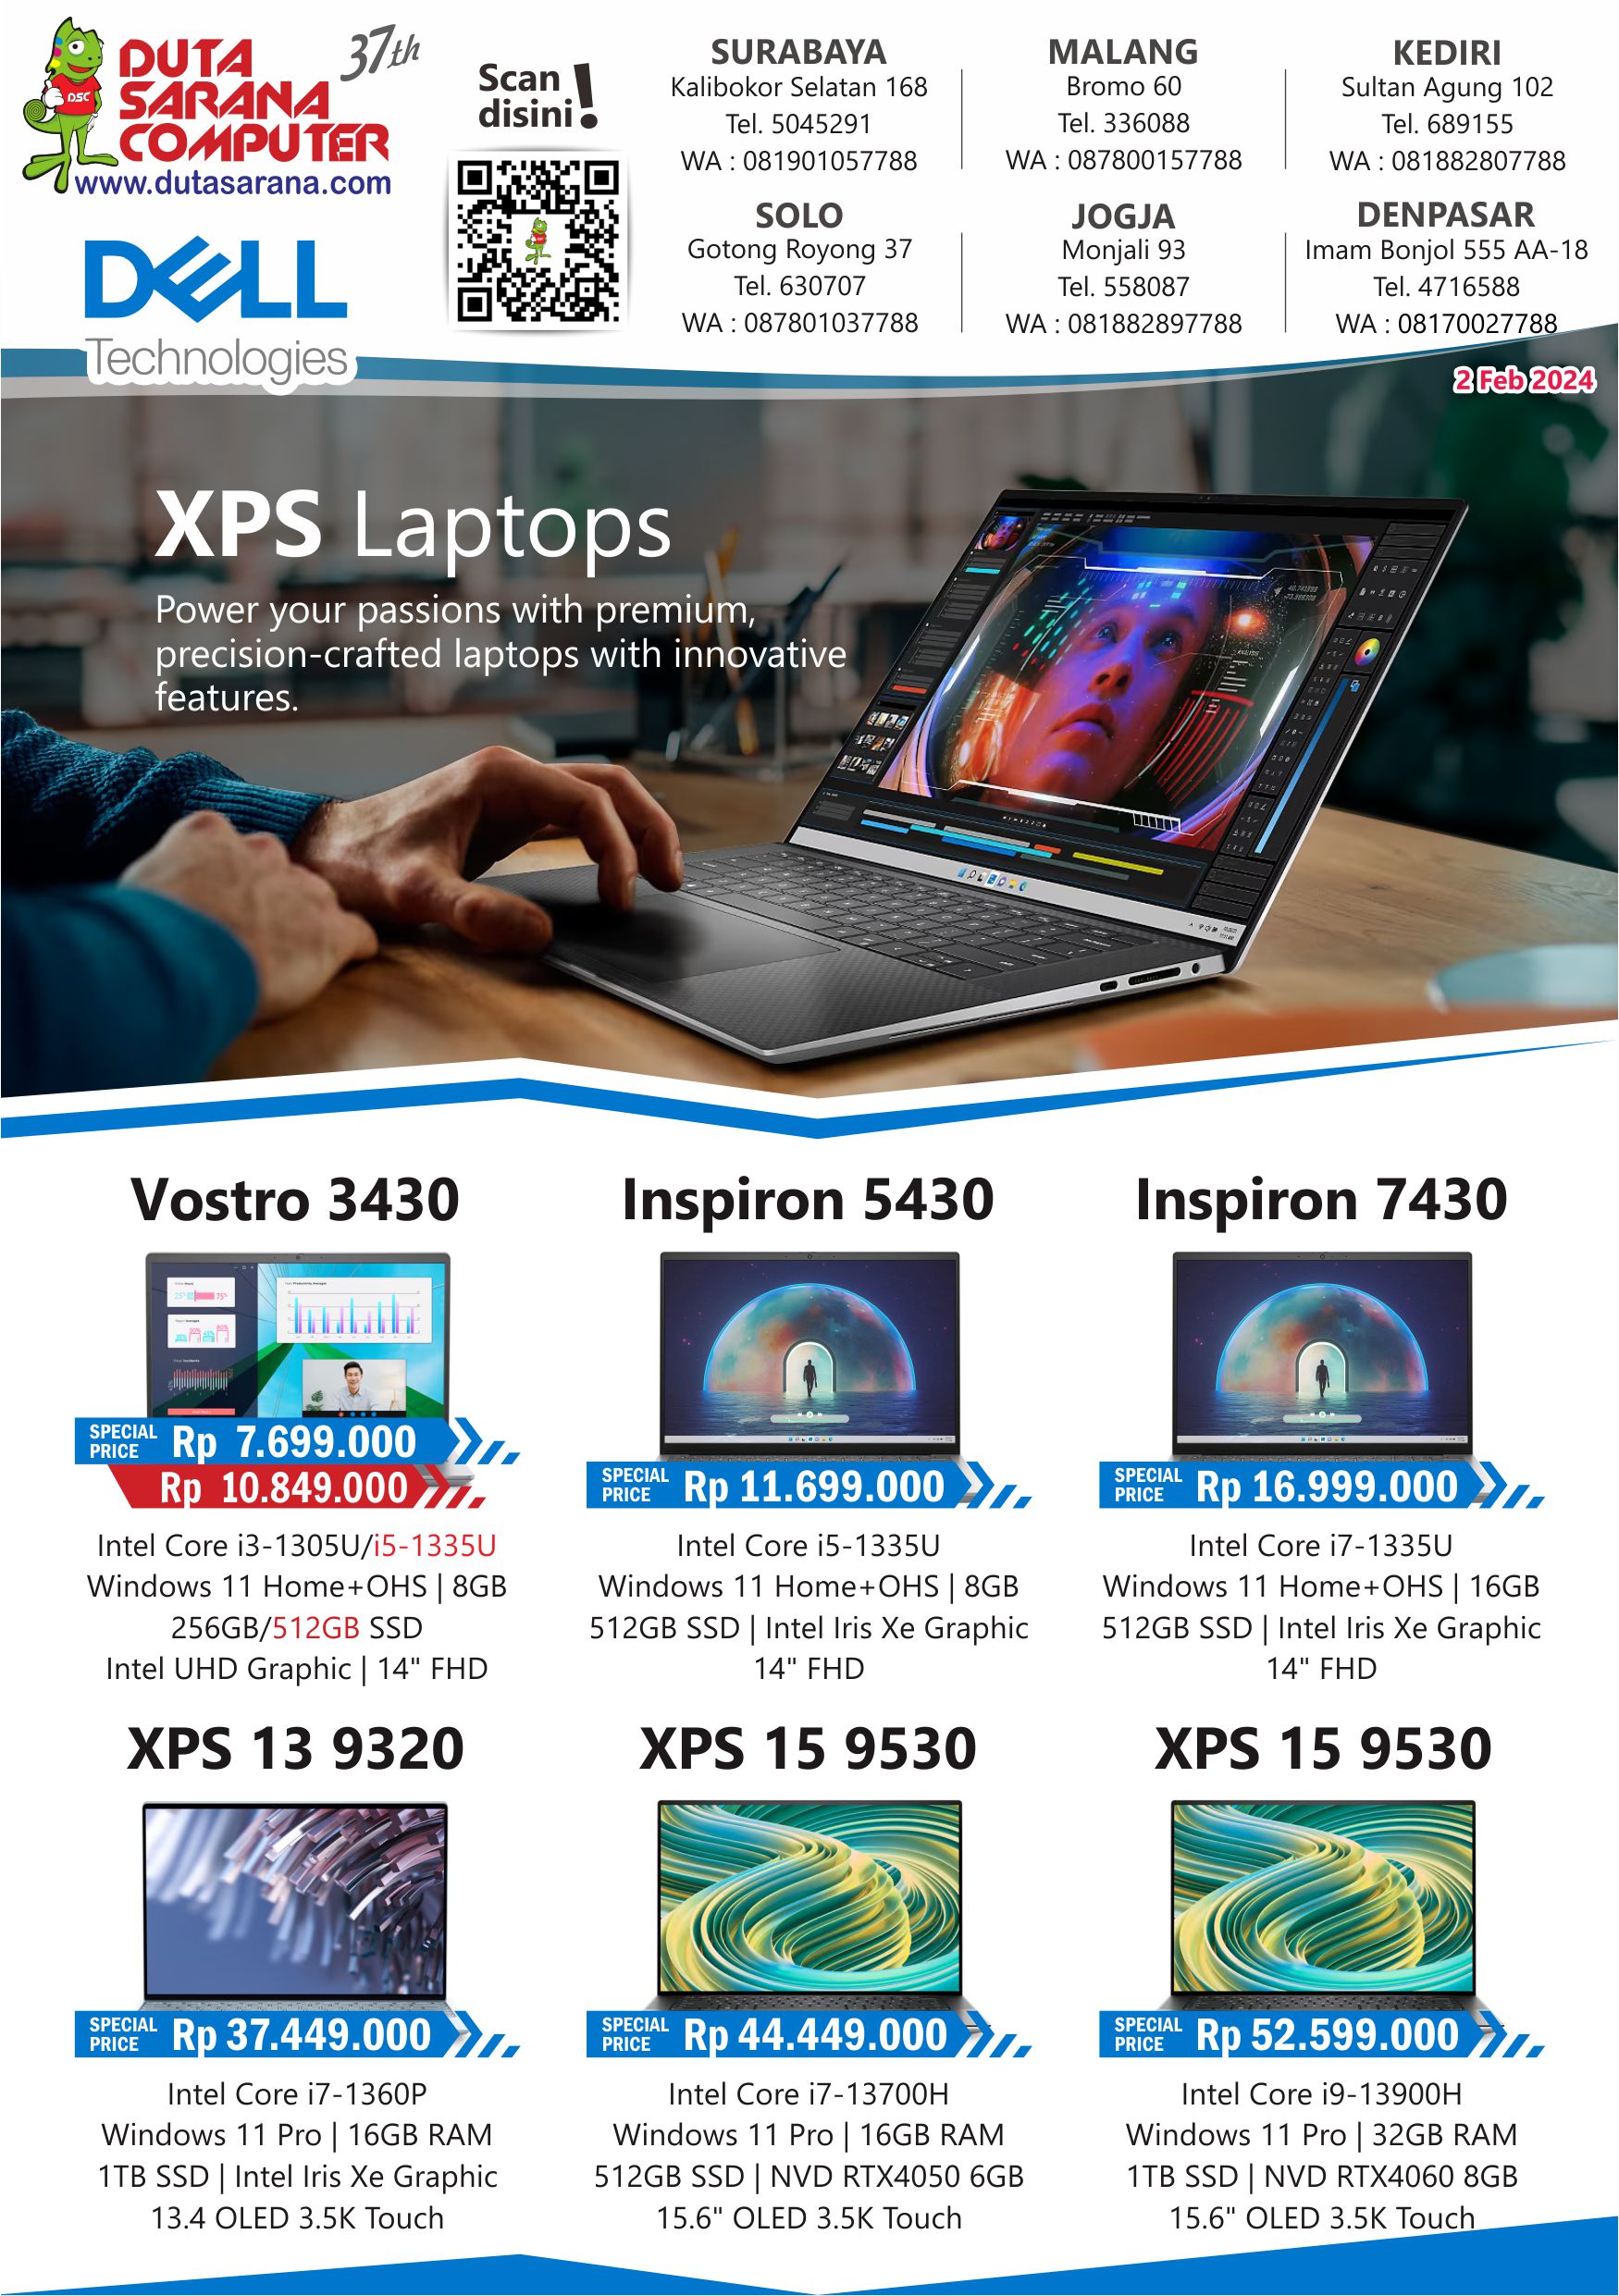 DUTA
SARANA
COMPUTER
37th
DSC
www.dutasarana.com
Scan
disini!
SURABAYA
Kalibokor Selatan 168
Tel. 5045291
WA : 081901057788
MALANG
Bromo 60
Tel. 336088
WA : 087800157788
KEDIRI
Sultan Agung 102
Tel. 689155
WA : 081882807788
SOLO
Gotong Royong 37
Tel. 630707
WA : 087801037788
JOGJA
Monjali 93
Tel. 558087
WA : 081882897788
DENPASAR
Imam Bonjol 555 AA-18
Tel. 4716588
WA : 08170027788
DELL
Technologies
2 Feb 2024
XPS Laptops
Power your passions with premium,
precision-crafted laptops with innovative
features.
Vostro 3430
SPECIAL PRICE Rp 7.699.000
Rp 10.849.000
Intel Core i3-1305U/i5-1335U
Windows 11 Home+OHS | 8GB
256GB/512GB SSD
Intel UHD Graphic | 14" FHD
Inspiron 5430
SPECIAL PRICE Rp 11.699.000
Intel Core i5-1335U
Windows 11 Home+OHS | 8GB
512GB SSD | Intel Iris Xe Graphic
14" FHD
Inspiron 7430
SPECIAL PRICE Rp 16.999.000
Intel Core i7-1335U
Windows 11 Home+OHS | 16GB
512GB SSD | Intel Iris Xe Graphic
14" FHD
XPS 13 9320
SPECIAL PRICE Rp 37.449.000
Intel Core i7-1360P
Windows 11 Pro | 16GB RAM
1TB SSD | Intel Iris Xe Graphic
13.4 OLED 3.5K Touch
XPS 15 9530
SPECIAL PRICE Rp 44.449.000
Intel Core i7-13700H
Windows 11 Pro | 16GB RAM
512GB SSD | NVD RTX4050 6GB
15.6" OLED 3.5K Touch
XPS 15 9530
SPECIAL PRICE Rp 52.599.000
Intel Core i9-13900H
Windows 11 Pro | 32GB RAM
1TB SSD | NVD RTX4060 8GB
15.6" OLED 3.5K Touch